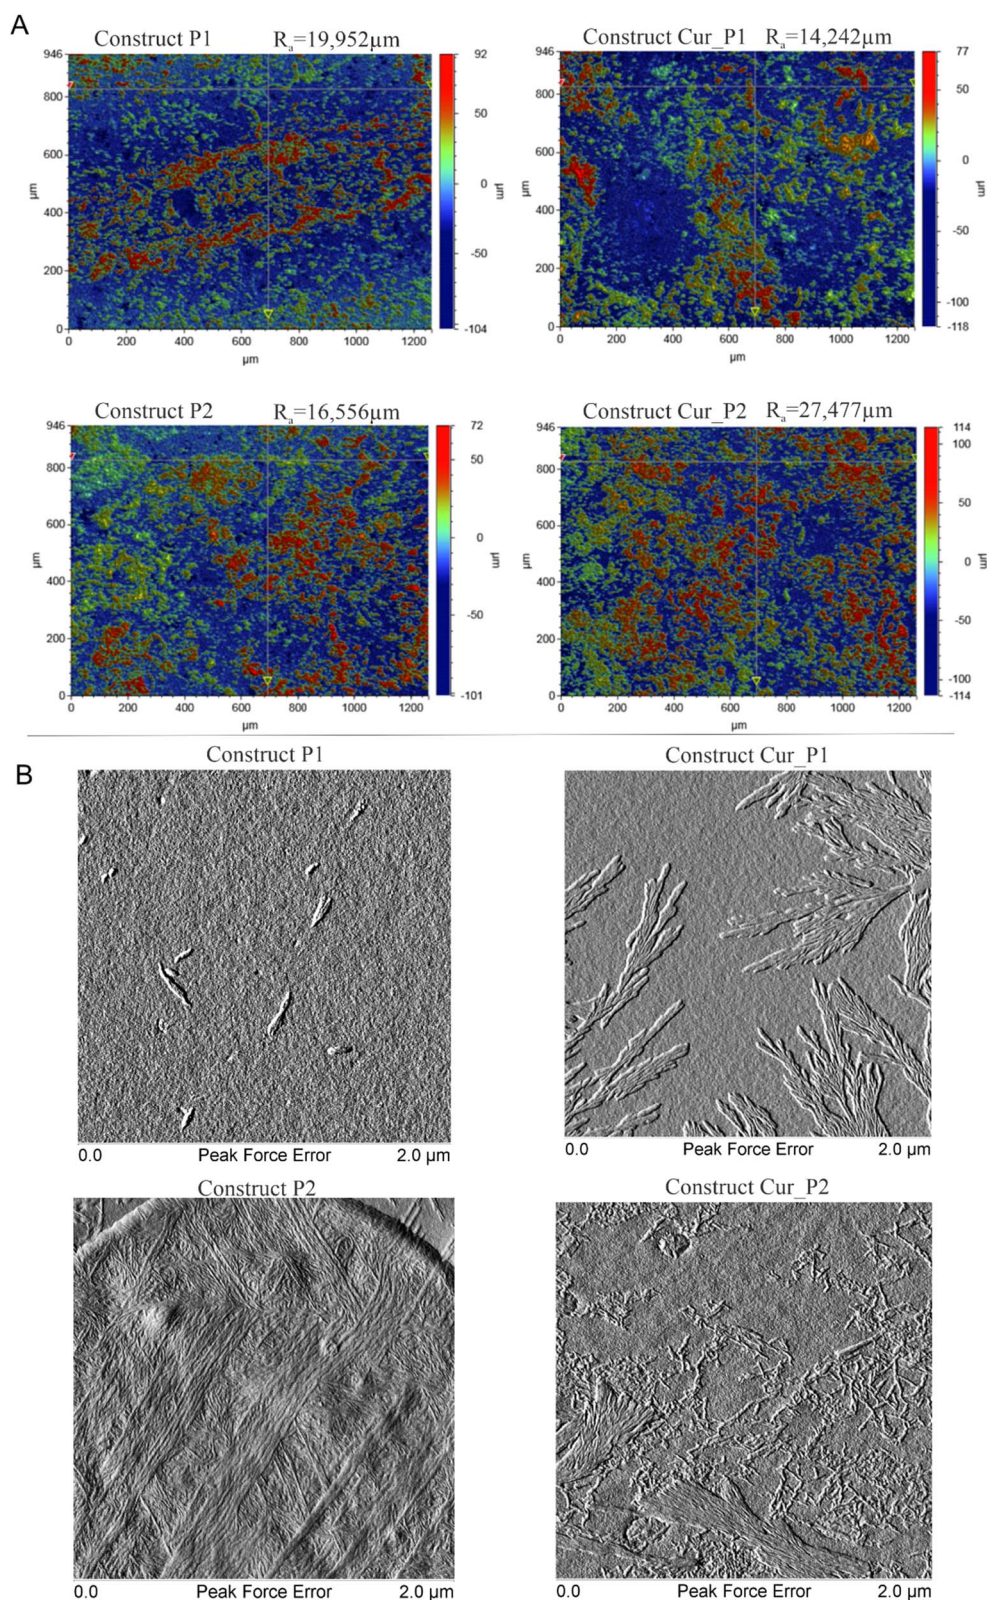 A
Construct P1 Rₐ=19,952µm
946
800
600
400
200
0
µm
0 200 400 600 800 1000 1200
µm
92
50
0
-50
-104
µm
Construct Cur_P1 Rₐ=14,242µm
946
800
600
400
200
0
µm
0 200 400 600 800 1000 1200
µm
77
50
0
-50
-100
-118
µm
Construct P2 Rₐ=16,556µm
946
800
600
400
200
0
µm
0 200 400 600 800 1000 1200
µm
72
50
0
-50
-101
µm
Construct Cur_P2 Rₐ=27,477µm
946
800
600
400
200
0
µm
0 200 400 600 800 1000 1200
µm
114
100
50
0
-50
-100
-114
µm
B
Construct P1
0.0 Peak Force Error 2.0 µm
Construct Cur_P1
0.0 Peak Force Error 2.0 µm
Construct P2
0.0 Peak Force Error 2.0 µm
Construct Cur_P2
0.0 Peak Force Error 2.0 µm